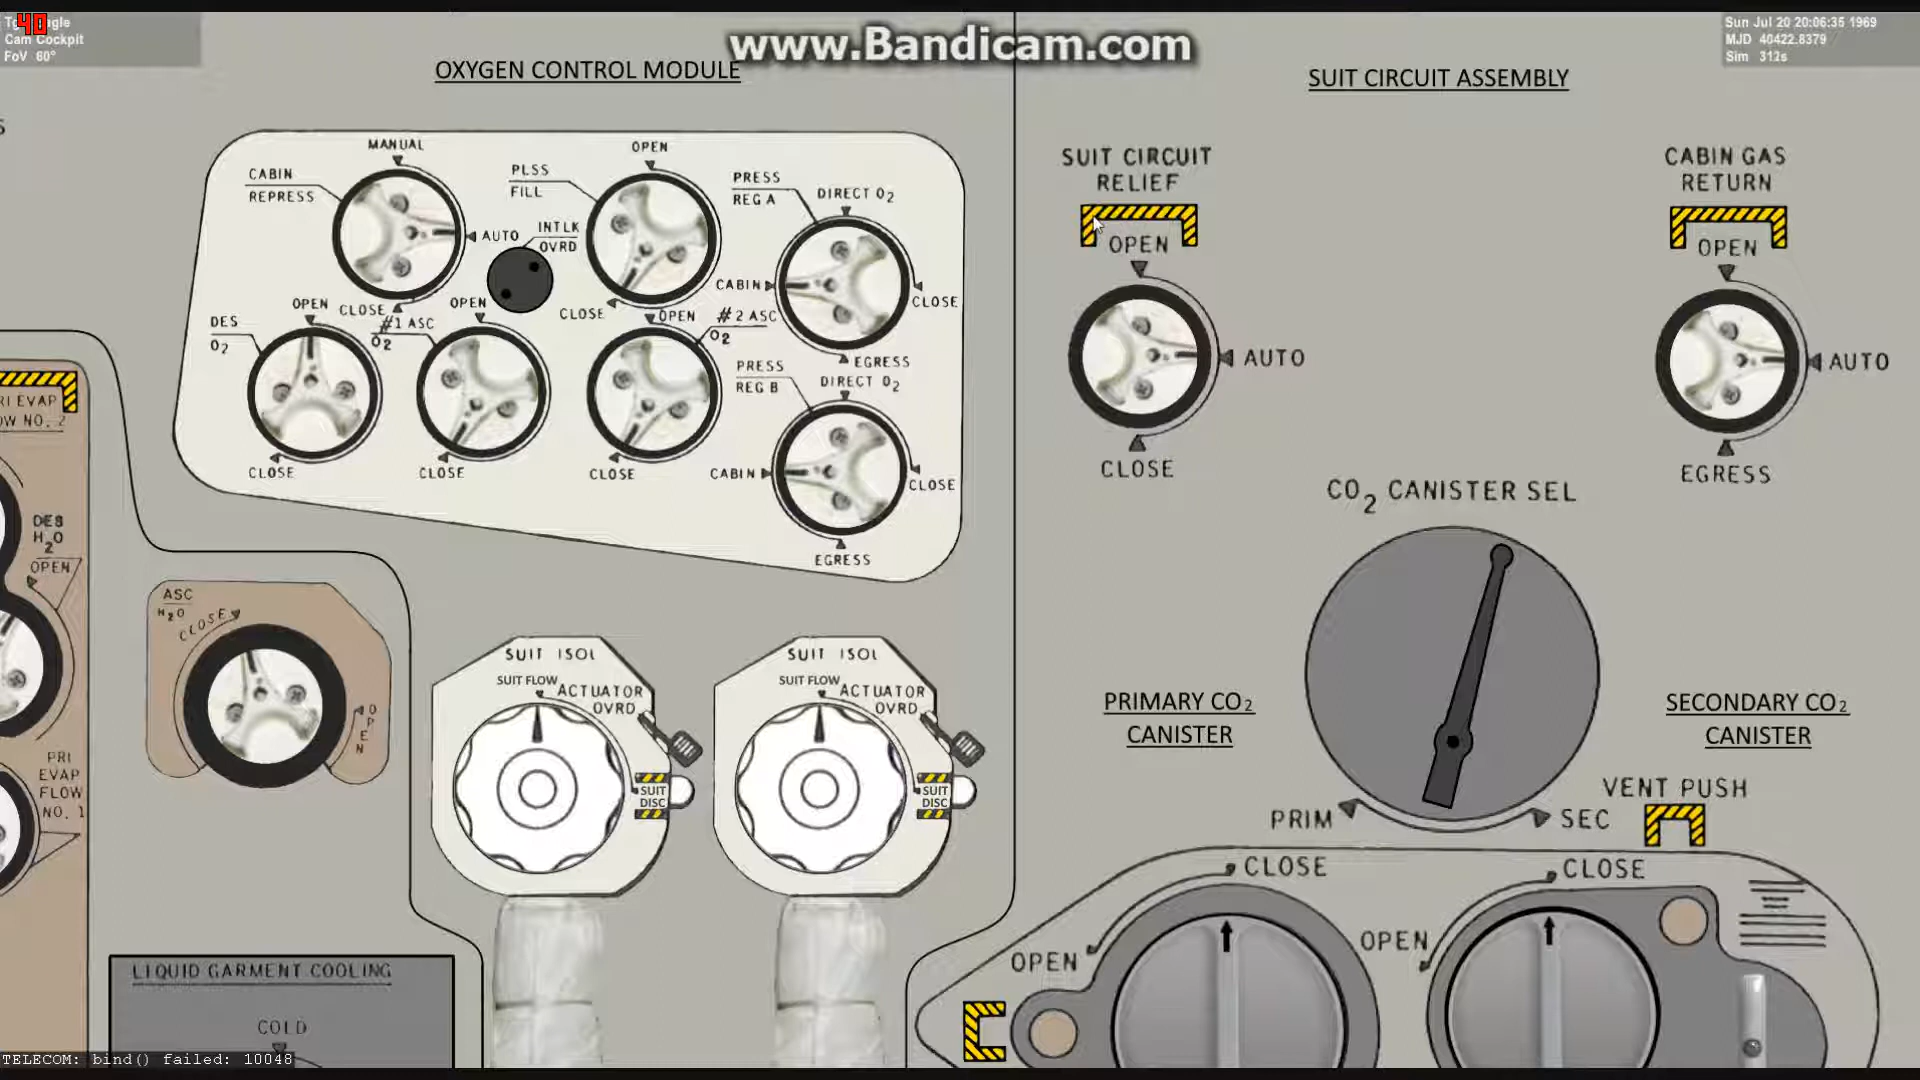 40
Cam Cockpit
FoV 60°
www.Bandicam.com
Sun Jul 20 20:06:35 1969
MJD 40422.8379
Sim 312s
OXYGEN CONTROL MODULE
SUIT CIRCUIT ASSEMBLY
MANUAL
CABIN
REPRESS
AUTO
CLOSE
INTLK
OVRD
PLSS
FILL
OPEN
CLOSE
PRESS
REG A
DIRECT O2
CABIN
CLOSE
EGRESS
DES
O2
OPEN
CLOSE
#1 ASC
O2
OPEN
CLOSE
#2 ASC
O2
OPEN
CLOSE
PRESS
REG B
DIRECT O2
CABIN
CLOSE
EGRESS
SUIT CIRCUIT
RELIEF
OPEN
AUTO
CLOSE
CABIN GAS
RETURN
OPEN
AUTO
EGRESS
RI EVAP
OW NO. 2
DES
H2O
OPEN
PRI
EVAP
FLOW
NO. 1
ASC
H2O
CLOSE
OPEN
SUIT ISOL
SUIT FLOW
ACTUATOR
OVRD
SUIT
DISC
SUIT ISOL
SUIT FLOW
ACTUATOR
OVRD
SUIT
DISC
CO2 CANISTER SEL
PRIM
SEC
PRIMARY CO2
CANISTER
SECONDARY CO2
CANISTER
VENT PUSH
CLOSE
OPEN
CLOSE
OPEN
LIQUID GARMENT COOLING
COLD
TELECOM: bind() failed: 10048